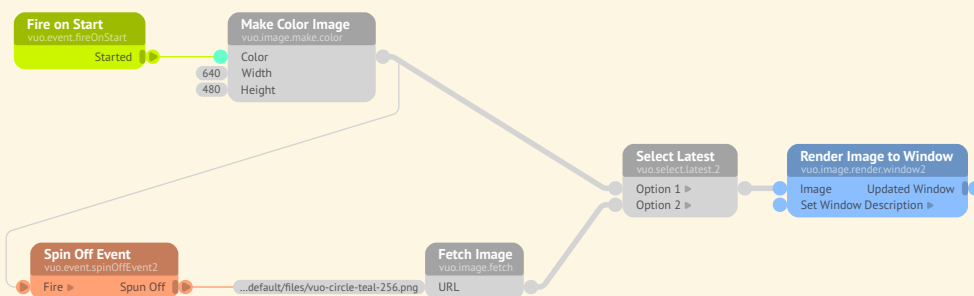 Fire on Start
vuo.event.fireOnStart
Started
Make Color Image
vuo.image.make.color
Color
640 Width
480 Height
Select Latest
vuo.select.latest.2
Option 1
Option 2
Render Image to Window
vuo.image.render.window2
Image Updated Window
Set Window Description
Spin Off Event
vuo.event.spinOffEvent2
Fire Spun Off
Fetch Image
vuo.image.fetch
...default/files/vuo-circle-teal-256.png URL